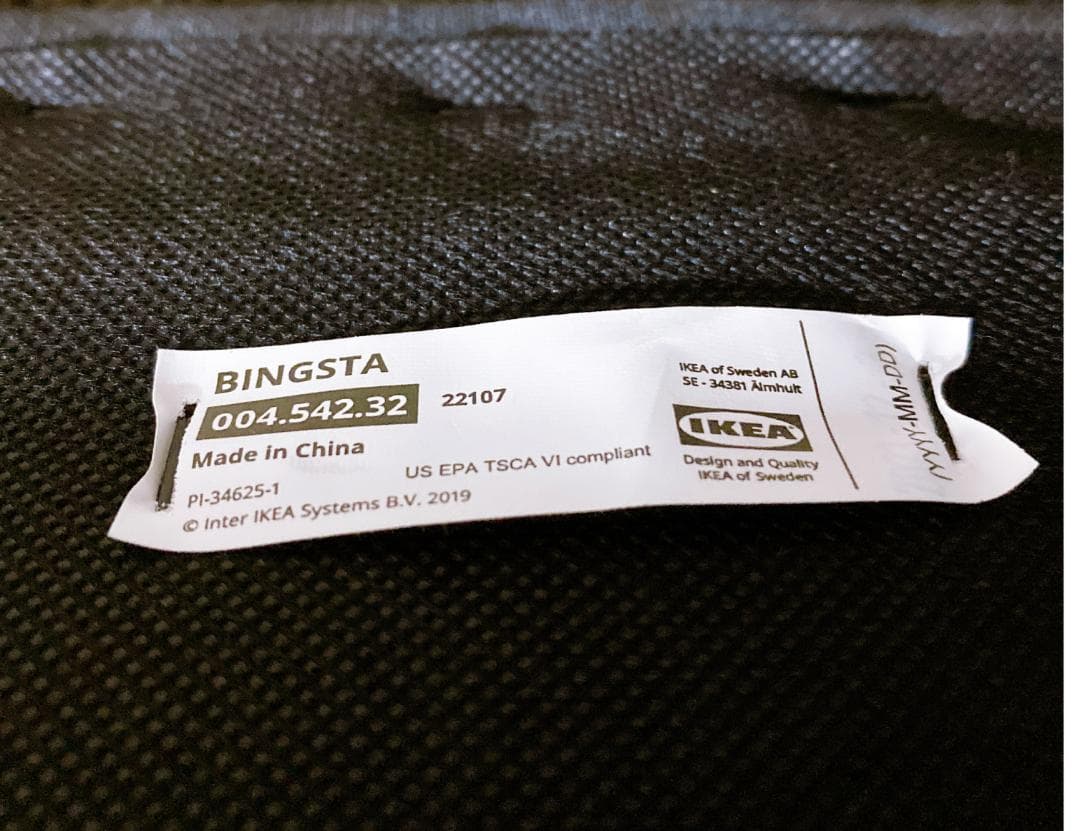 BINGSTA
004.542.32 22107
Made in China
US EPA TSCA VI compliant
PI-34625-1
© Inter IKEA Systems B.V. 2019
IKEA of Sweden AB
SE - 34381 Älmhult
IKEA
Design and Quality
IKEA of Sweden
(YYYY-MM-DD)